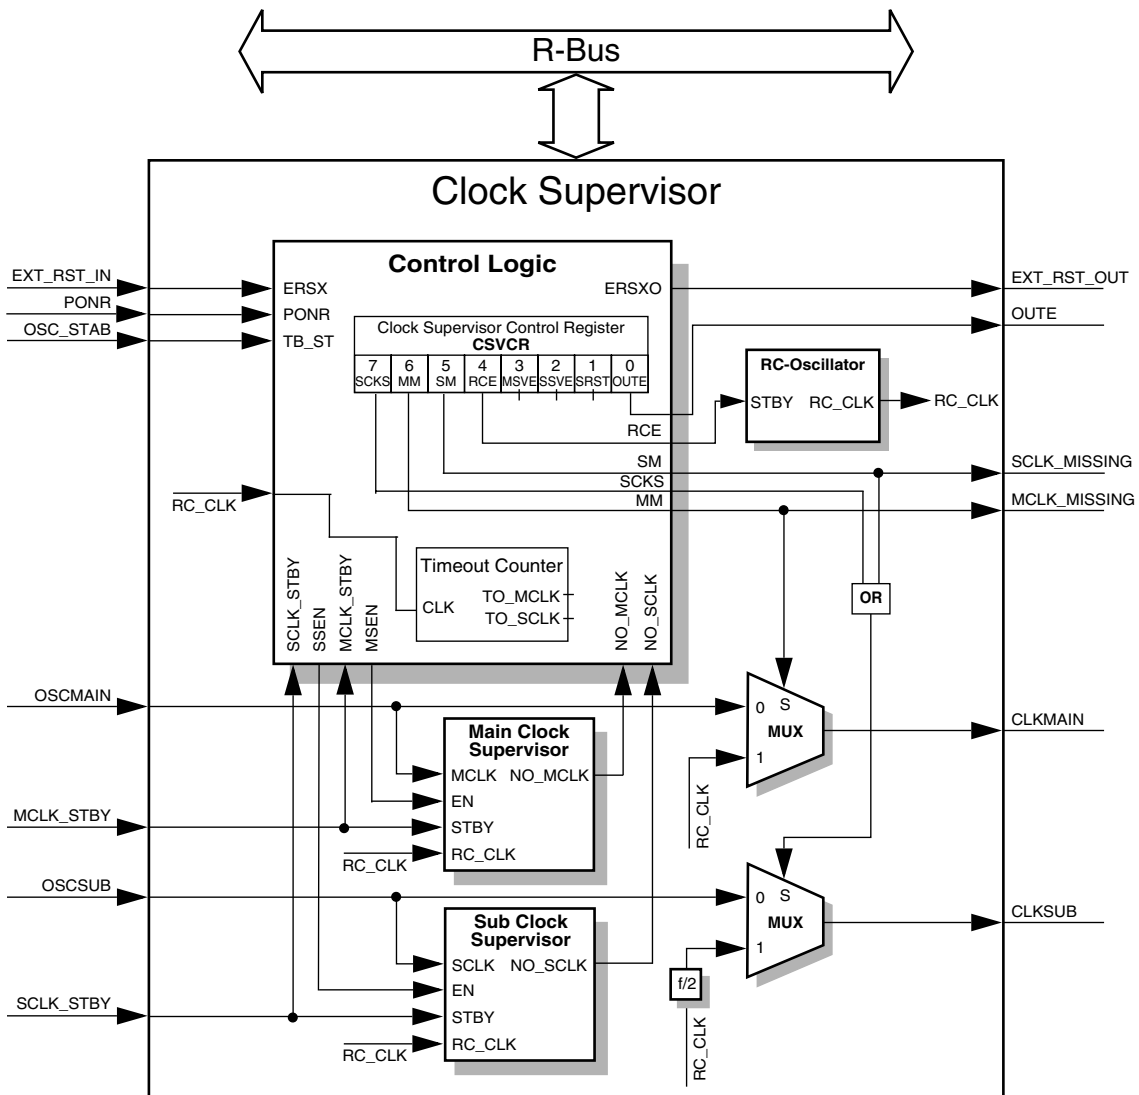 R-Bus
Clock Supervisor
Control Logic
EXT_RST_IN
ERSX
ERSXO
EXT_RST_OUT
PONR
PONR
OUTE
OSC_STAB
TB_ST
Clock Supervisor Control Register
CSVCR
7 6 5 4 3 2 1 0
SCKS MM SM RCE MSVE SSVE SRST OUTE
RC-Oscillator
STBY RC_CLK
RC_CLK
RCE
SM
SCLK_MISSING
SCKS
MM
MCLK_MISSING
RC_CLK
Timeout Counter
TO_MCLK
CLK
TO_SCLK
SCLK_STBY
SSEN
MCLK_STBY
MSEN
NO_MCLK
NO_SCLK
OR
OSCMAIN
0 S
MUX
1
CLKMAIN
RC_CLK
Main Clock
Supervisor
MCLK NO_MCLK
EN
MCLK_STBY
STBY
RC_CLK
RC_CLK
OSCSUB
0 S
MUX
1
CLKSUB
f/2
RC_CLK
Sub Clock
Supervisor
SCLK NO_SCLK
EN
SCLK_STBY
STBY
RC_CLK
RC_CLK